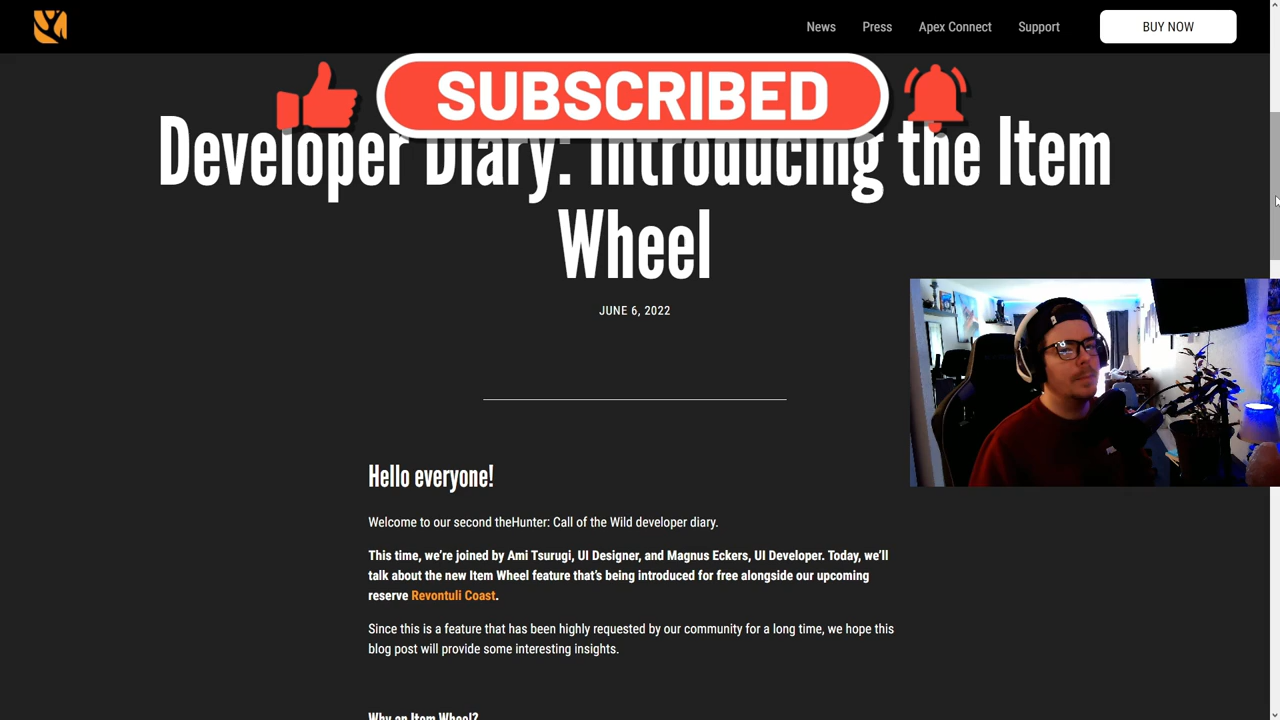 News Press Apex Connect Support BUY NOW
SUBSCRIBED
Developer Diary: Introducing the Item
Wheel
JUNE 6, 2022
Hello everyone!
Welcome to our second theHunter: Call of the Wild developer diary.
This time, we’re joined by Ami Tsurugi, UI Designer, and Magnus Eckers, UI Developer. Today, we’ll
talk about the new Item Wheel feature that’s being introduced for free alongside our upcoming
reserve Revontuli Coast.
Since this is a feature that has been highly requested by our community for a long time, we hope this
blog post will provide some interesting insights.
Why an Item Wheel?